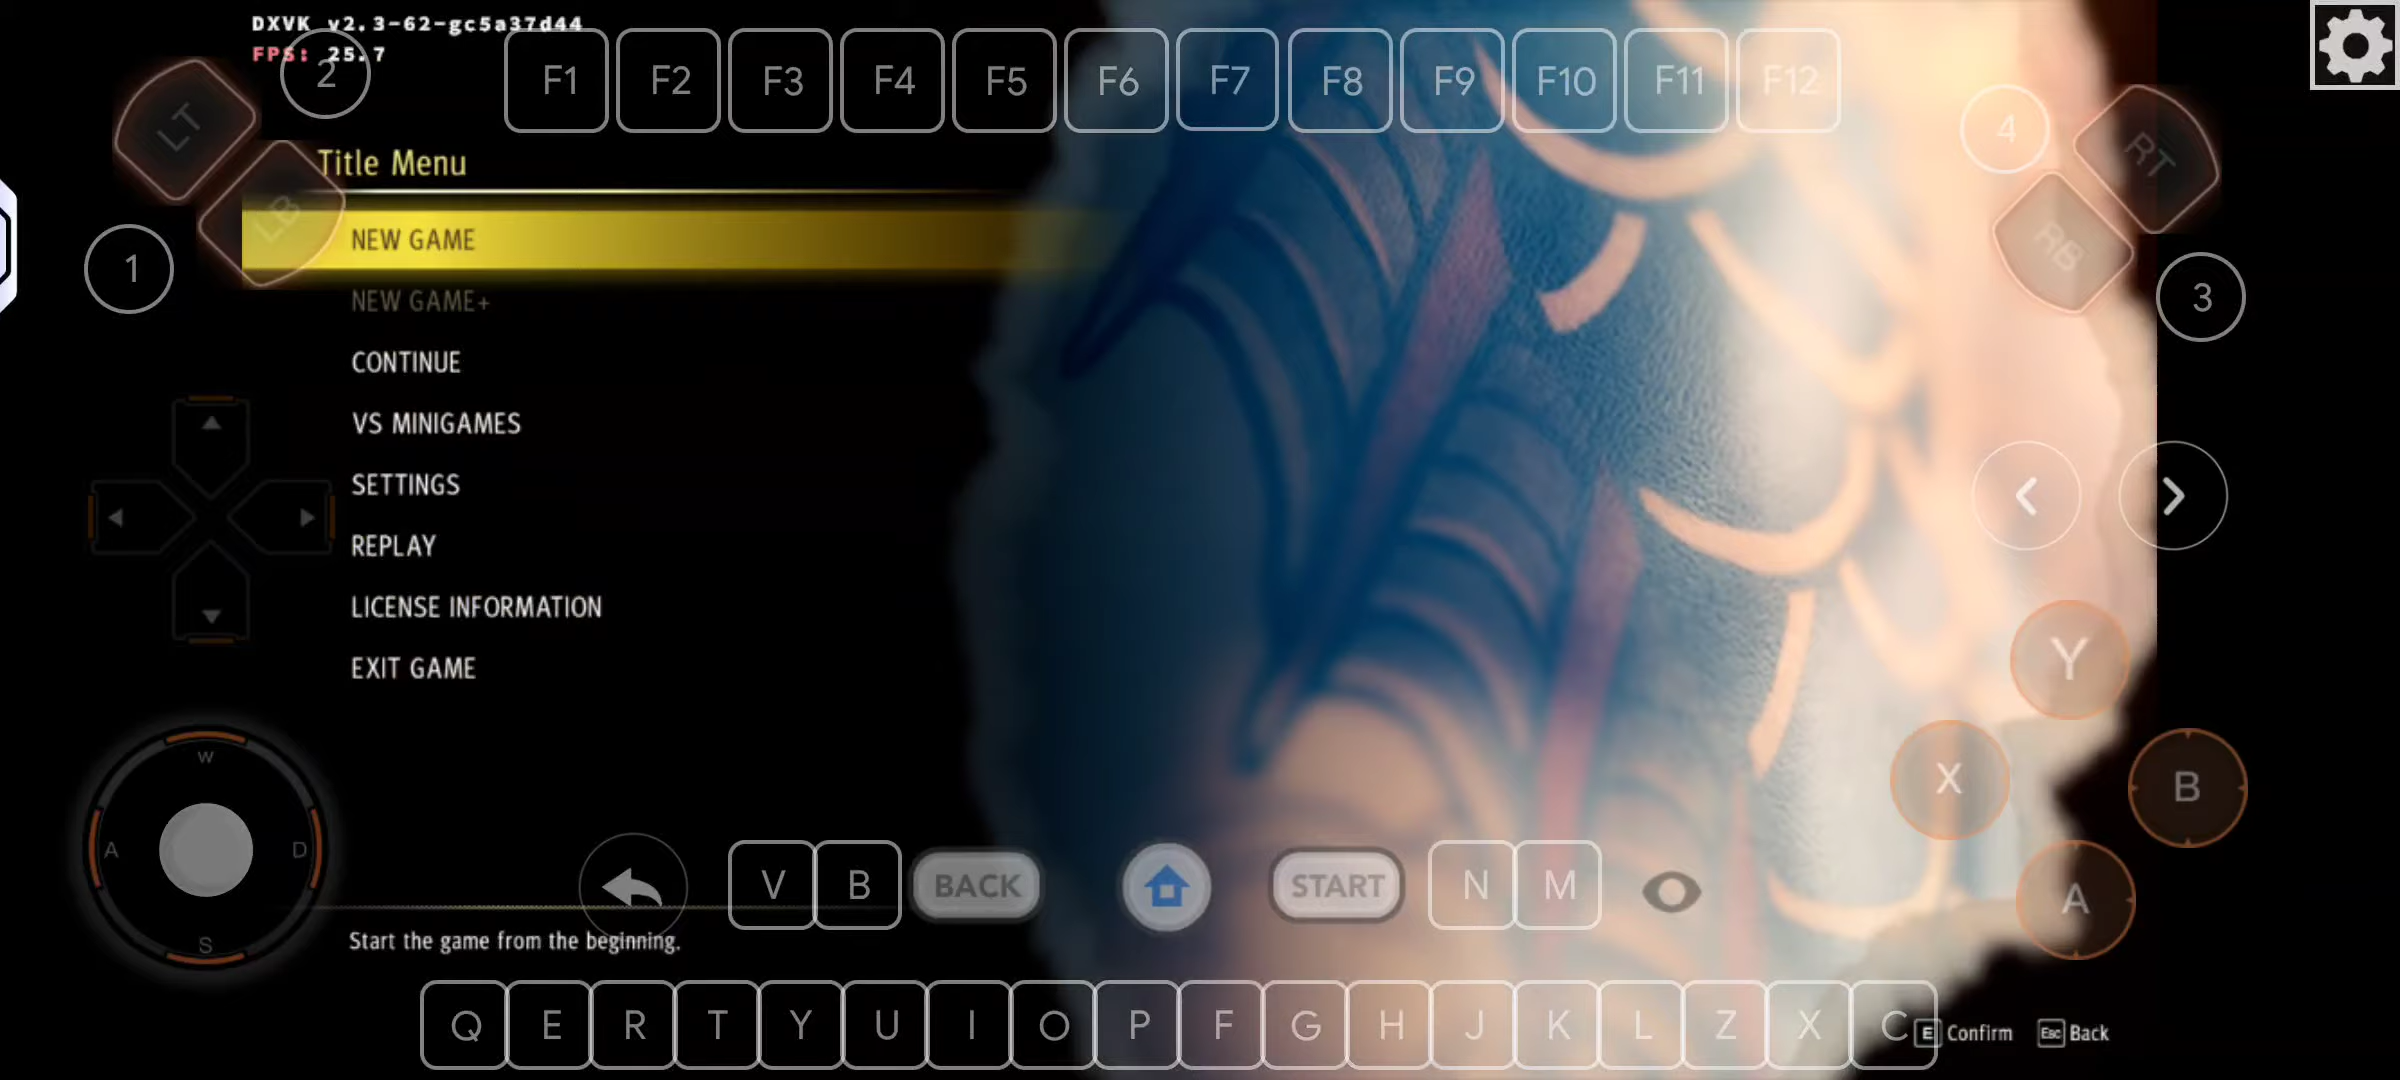 DXVK v2.3-62-gc5a37d44
FPS: 25.7
2
F1 F2 F3 F4 F5 F6 F7 F8 F9 F10 F11 F12
LT
LB
4
RT
RB
1
3
Title Menu
NEW GAME
NEW GAME+
CONTINUE
VS MINIGAMES
SETTINGS
REPLAY
LICENSE INFORMATION
EXIT GAME
Y
X
B
A
W
A
D
S
V B BACK START N M
Start the game from the beginning.
Q E R T Y U I O P F G H J K L Z X C
E Confirm Esc Back